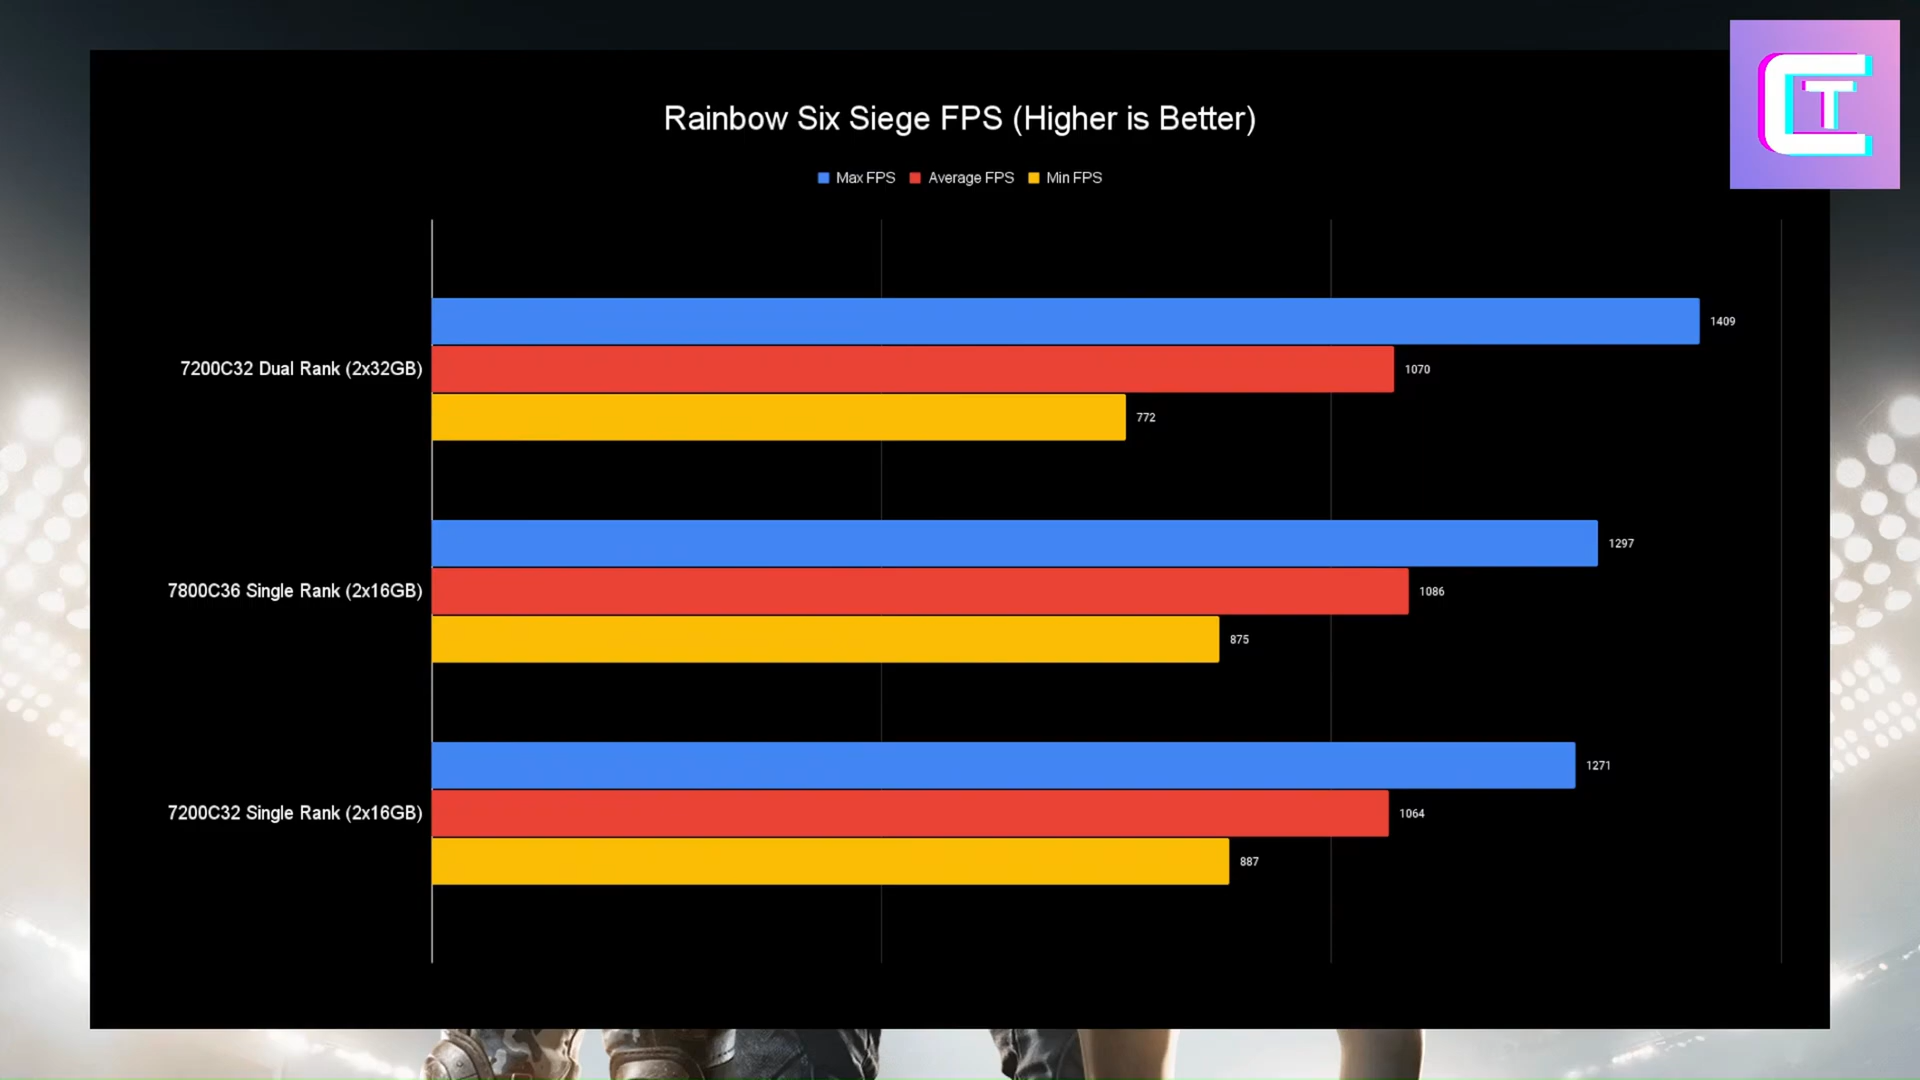 CT
Rainbow Six Siege FPS (Higher is Better)
Max FPS Average FPS Min FPS
1409
7200C32 Dual Rank (2x32GB) 1070
772
1297
7800C36 Single Rank (2x16GB) 1086
875
1271
7200C32 Single Rank (2x16GB) 1064
887